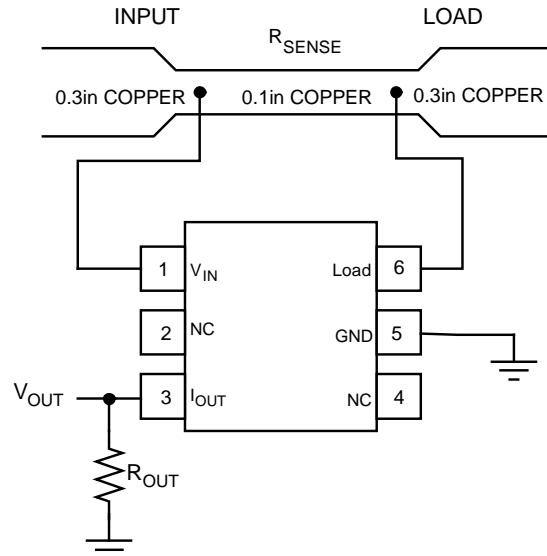 INPUT LOAD
RSENSE
0.3in COPPER 0.1in COPPER 0.3in COPPER
1 VIN Load 6
2 NC GND 5
VOUT 3 IOUT NC 4
ROUT